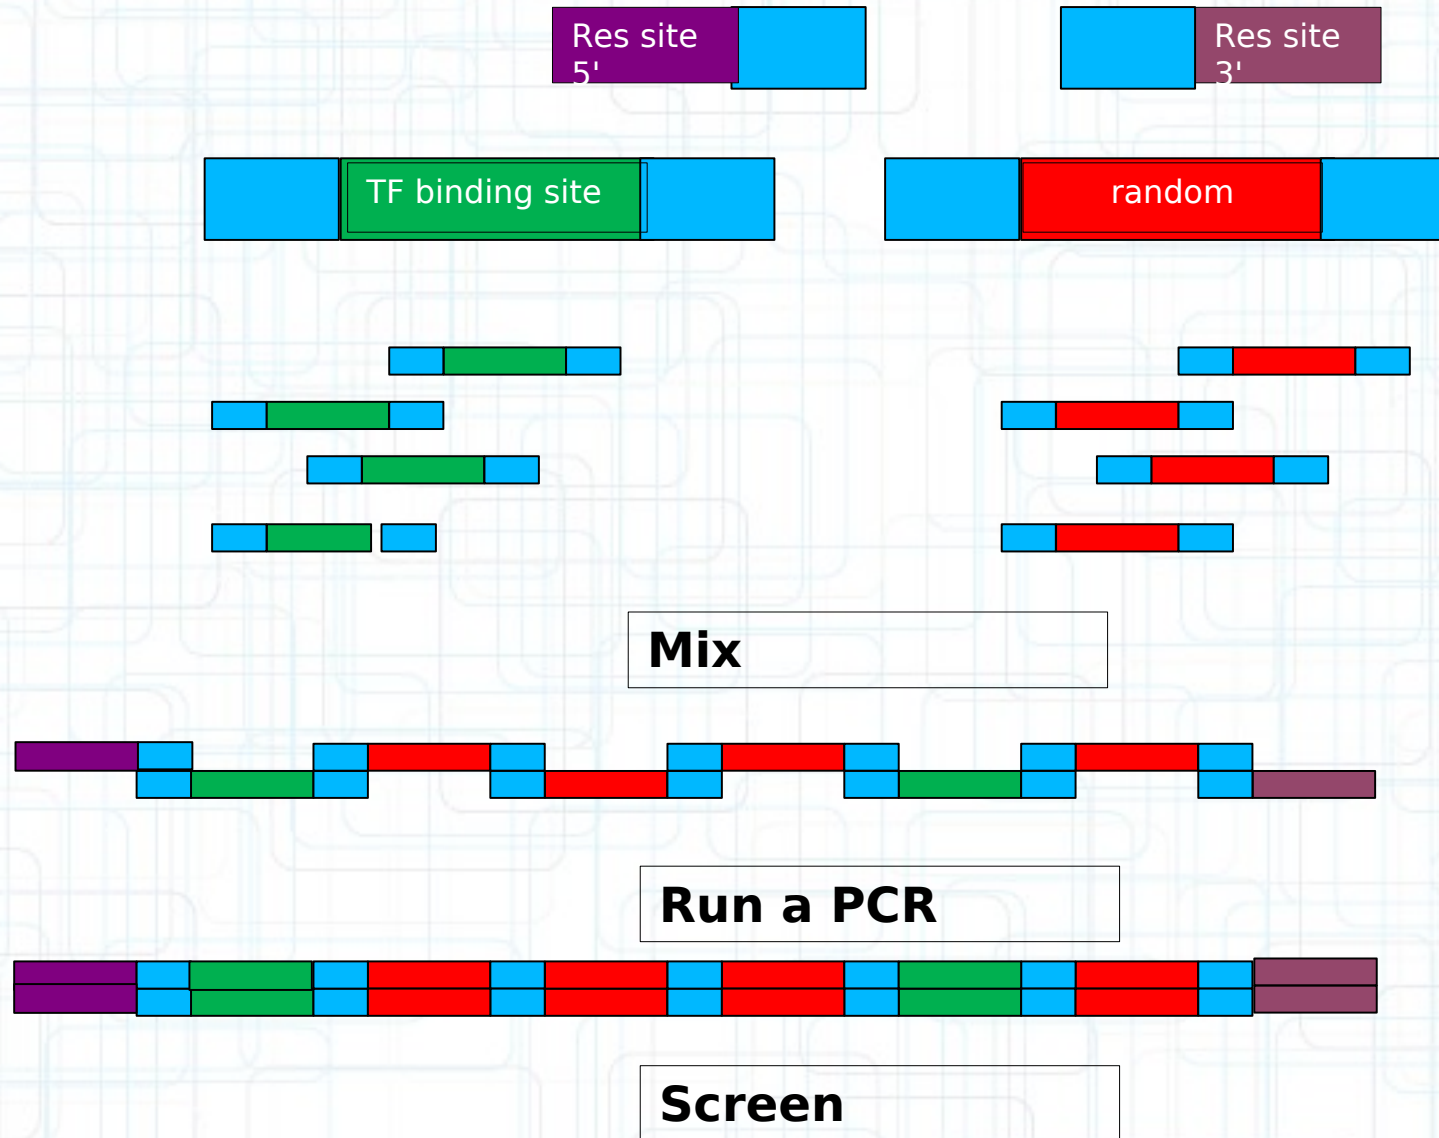 Res site
5'
Res site
3'
TF binding site
random
Mix
Run a PCR
Screen